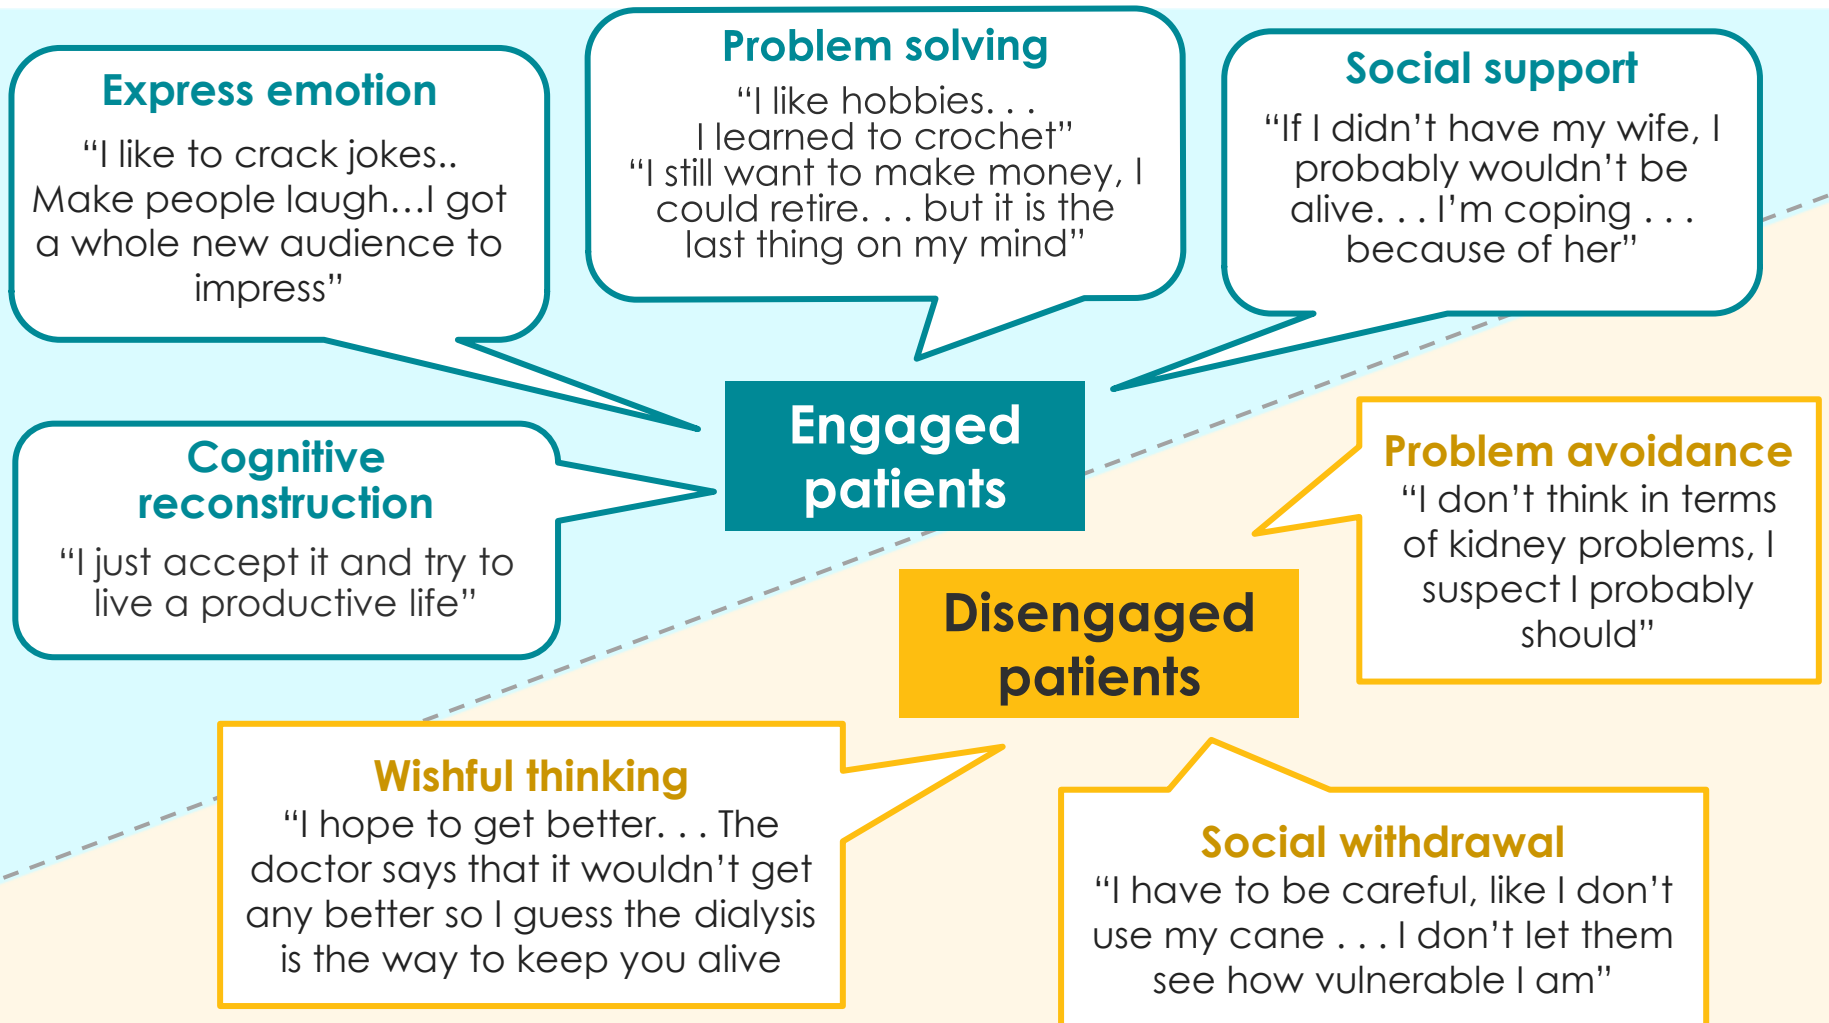 Express emotion
“I like to crack jokes..
Make people laugh...I got
a whole new audience to
impress”
Problem solving
“I like hobbies. . .
I learned to crochet”
“I still want to make money, I
could retire. . . but it is the
last thing on my mind”
Social support
“If I didn’t have my wife, I
probably wouldn’t be
alive. . . I’m coping . . .
because of her”
Cognitive
reconstruction
“I just accept it and try to
live a productive life”
Engaged
patients
Problem avoidance
“I don’t think in terms
of kidney problems, I
suspect I probably
should”
Disengaged
patients
Wishful thinking
“I hope to get better. . . The
doctor says that it wouldn’t get
any better so I guess the dialysis
is the way to keep you alive
Social withdrawal
“I have to be careful, like I don’t
use my cane . . . I don’t let them
see how vulnerable I am”